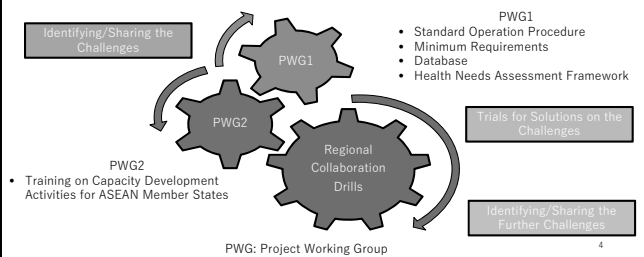 Identifying/Sharing the
Challenges
PWG1
PWG1
• Standard Operation Procedure
• Minimum Requirements
• Database
• Health Needs Assessment Framework
PWG2
Regional
Collaboration
Drills
Trials for Solutions on the
Challenges
PWG2
• Training on Capacity Development
Activities for ASEAN Member States
Identifying/Sharing the
Further Challenges
PWG: Project Working Group
4